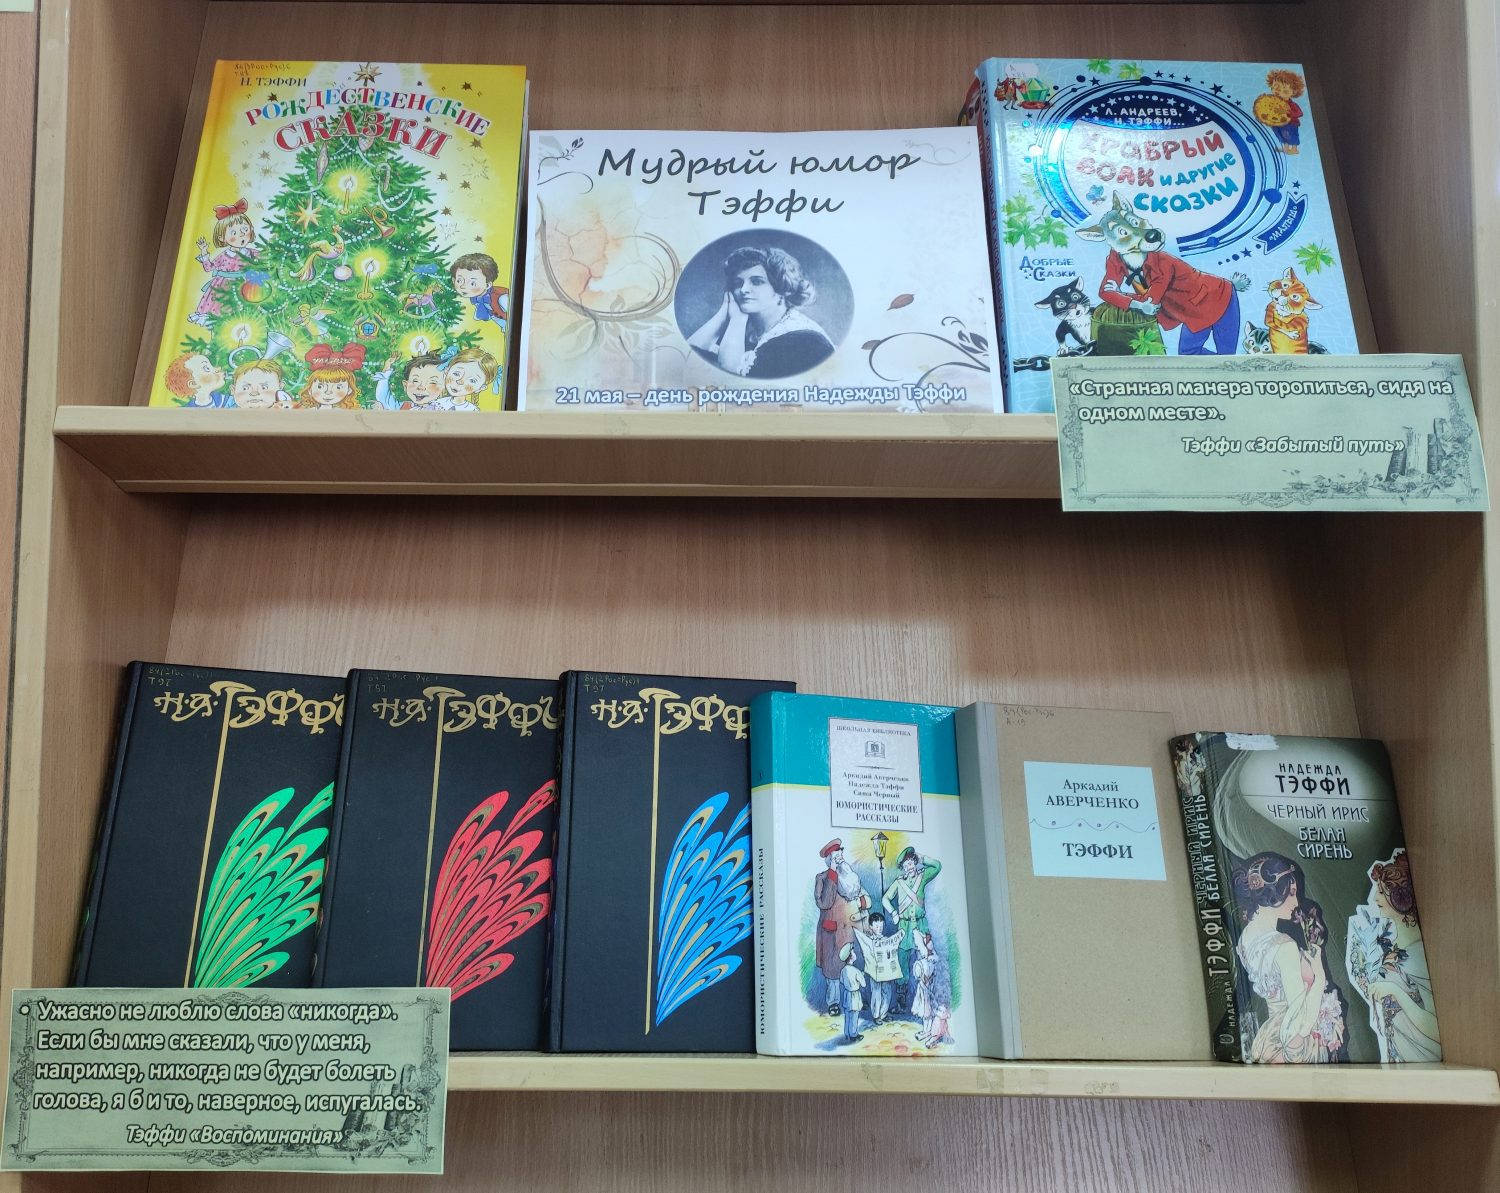 Н. ТЭФФИ
РОЖДЕСТВЕНСКИЕ
СКАЗКИ
Мудрый юмор
Тэффи
21 мая – день рождения Надежды Тэффи
Л. АНДРЕЕВ,
Н. ТЭФФИ...
ХРАБРЫЙ
ВОЯК
И ДРУГИЕ
СКАЗКИ
МАЛЫШ
ДОБРЫЕ
СКАЗКИ
«Странная манера торопиться, сидя на
одном месте».
Тэффи «Забытый путь»
Н.А. ТЭФФИ
Н.А. ТЭФФИ
Н.А. ТЭФФ
ШКОЛЬНАЯ БИБЛИОТЕКА
Аркадий Аверченко
Надежда Тэффи
Саша Черный
ЮМОРИСТИЧЕСКИЕ
РАССКАЗЫ
ЮМОРИСТИЧЕСКИЕ РАССКАЗЫ
Аркадий
АВЕРЧЕНКО
ТЭФФИ
НАДЕЖДА
ТЭФФИ
ЧЕРНЫЙ ИРИС
БЕЛАЯ
СИРЕНЬ
НАДЕЖДА ТЭФФИ ЧЕРНЫЙ ИРИС
БЕЛАЯ СИРЕНЬ
• Ужасно не люблю слова «никогда».
Если бы мне сказали, что у меня,
например, никогда не будет болеть
голова, я б и то, наверное, испугалась.
Тэффи «Воспоминания»